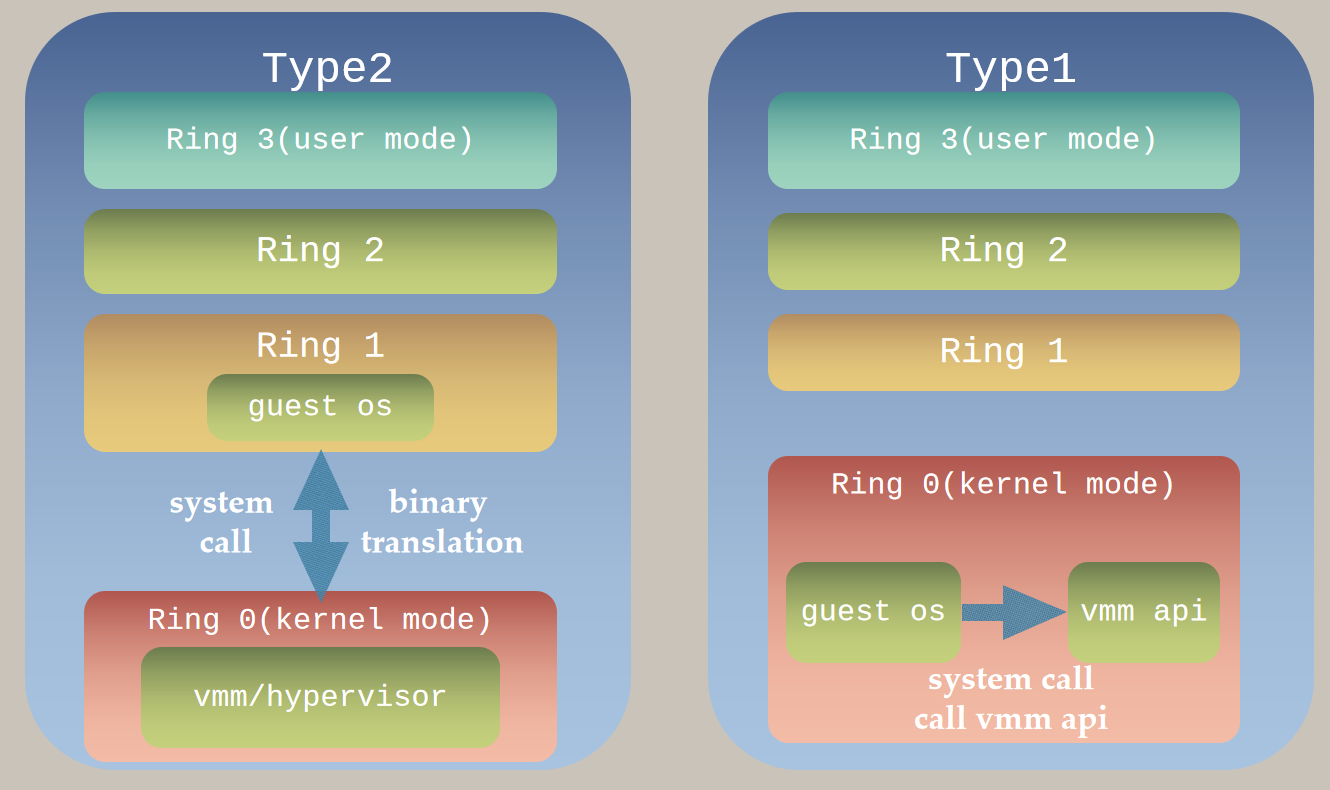 Type2
Ring 3(user mode)
Ring 2
Ring 1
guest os
system
call
binary
translation
Ring 0(kernel mode)
vmm/hypervisor
Type1
Ring 3(user mode)
Ring 2
Ring 1
Ring 0(kernel mode)
guest os
vmm api
system call
call vmm api